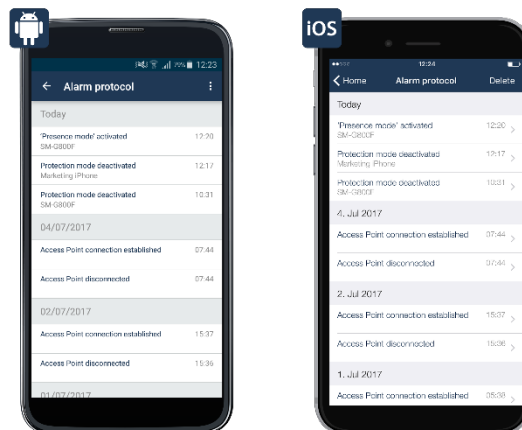 12:23
Alarm protocol
Today
'Presence mode' activated 12:20
SM-G800F
Protection mode deactivated 12:17
Marketing iPhone
Protection mode deactivated 10:31
SM-G800F
04/07/2017
Access Point connection established 07:44
Access Point disconnected 07:44
02/07/2017
Access Point connection established 15:37
Access Point disconnected 15:36
01/07/2017
iOS
12:24
Home Alarm protocol Delete
Today
'Presence mode' activated 12:20
SM-G800F
Protection mode deactivated 12:17
Marketing iPhone
Protection mode deactivated 10:31
SM-G800F
4. Jul 2017
Access Point connection established 07:44
Access Point disconnected 07:44
2. Jul 2017
Access Point connection established 15:37
Access Point disconnected 15:36
1. Jul 2017
Access Point connection established